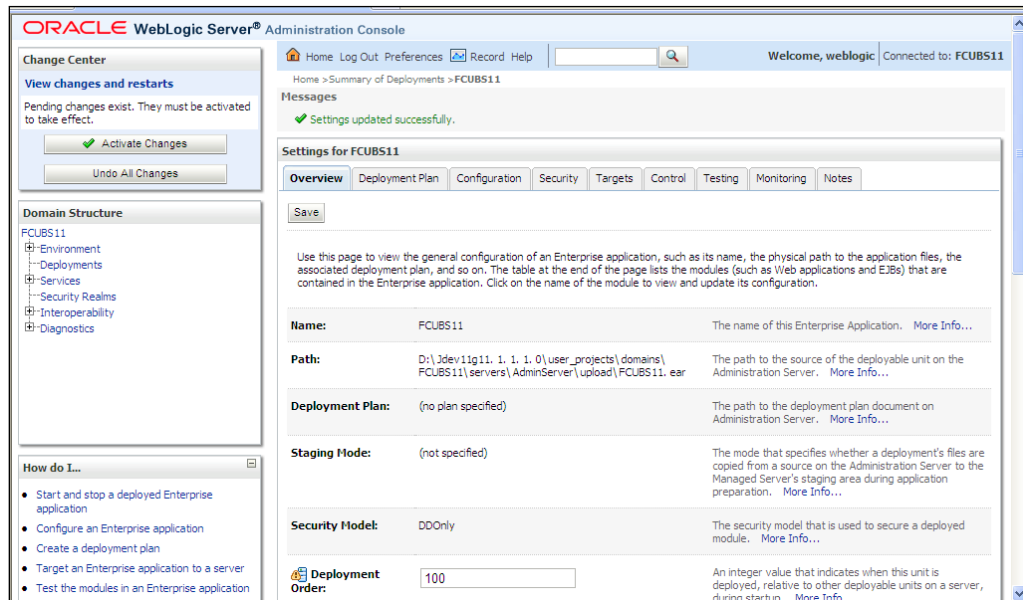 ORACLE WebLogic Server® Administration Console
Change Center
View changes and restarts
Pending changes exist. They must be activated
to take effect.
Activate Changes
Undo All Changes
Domain Structure
FCUBS11
Environment
Deployments
Services
Security Realms
Interoperability
Diagnostics
How do I...
Start and stop a deployed Enterprise
application
Configure an Enterprise application
Create a deployment plan
Target an Enterprise application to a server
Test the modules in an Enterprise application
Home Log Out Preferences Record Help
Welcome, weblogic Connected to: FCUBS11
Home >Summary of Deployments >FCUBS11
Messages
Settings updated successfully.
Settings for FCUBS11
Overview Deployment Plan Configuration Security Targets Control Testing Monitoring Notes
Save
Use this page to view the general configuration of an Enterprise application, such as its name, the physical path to the application files, the
associated deployment plan, and so on. The table at the end of the page lists the modules (such as Web applications and EJBs) that are
contained in the Enterprise application. Click on the name of the module to view and update its configuration.
Name: FCUBS11 The name of this Enterprise Application. More Info...
Path: D:\Jdev11g11. 1. 1. 1. 0\user_projects\domains\ The path to the source of the deployable unit on the
FCUBS11\servers\AdminServer\upload\FCUBS11. ear Administration Server. More Info...
Deployment Plan: (no plan specified) The path to the deployment plan document on
Administration Server. More Info...
Staging Mode: (not specified) The mode that specifies whether a deployment's files are
copied from a source on the Administration Server to the
Managed Server's staging area during application
preparation. More Info...
Security Model: DDOnly The security model that is used to secure a deployed
module. More Info...
Deployment 100 An integer value that indicates when this unit is
Order: deployed, relative to other deployable units on a server,
during startup. More Info